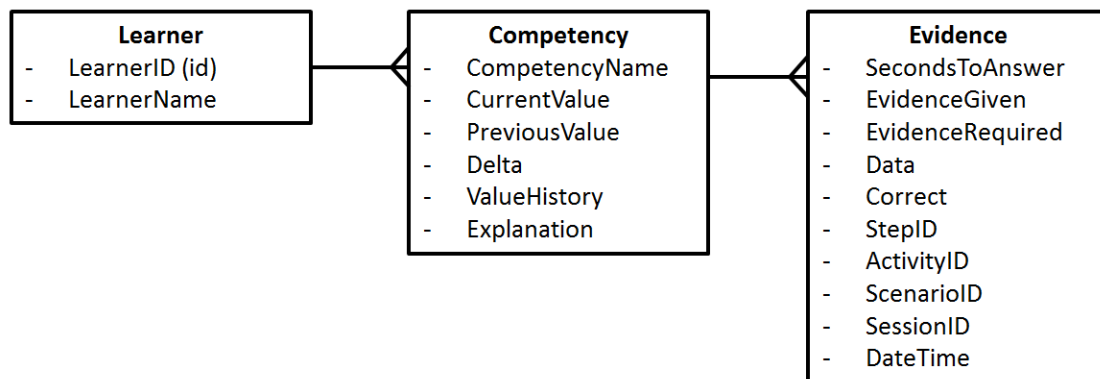 Learner
- LearnerID (id)
- LearnerName
Competency
- CompetencyName
- CurrentValue
- PreviousValue
- Delta
- ValueHistory
- Explanation
Evidence
- SecondsToAnswer
- EvidenceGiven
- EvidenceRequired
- Data
- Correct
- StepID
- ActivityID
- ScenarioID
- SessionID
- DateTime